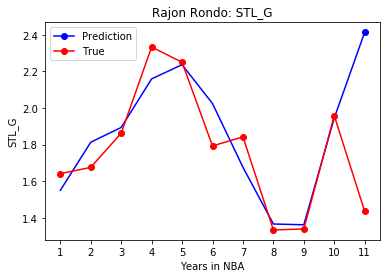 Rajon Rondo: STL_G
Prediction
True
STL_G
2.4
2.2
2.0
1.8
1.6
1.4
1 2 3 4 5 6 7 8 9 10 11
Years in NBA